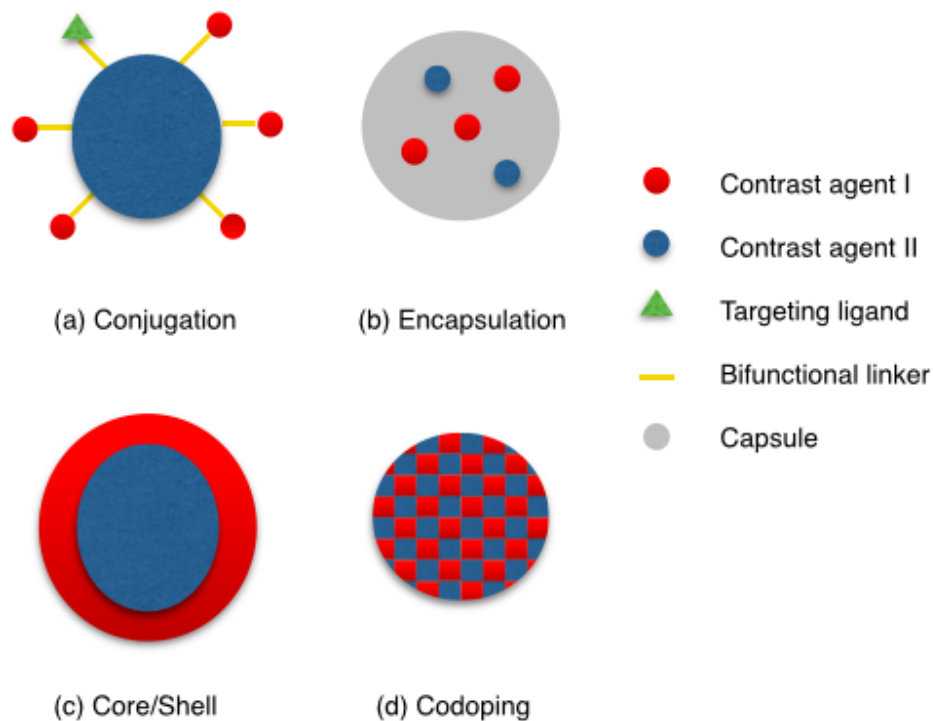 (a) Conjugation
(b) Encapsulation
(c) Core/Shell
(d) Codoping
Contrast agent I
Contrast agent II
Targeting ligand
Bifunctional linker
Capsule